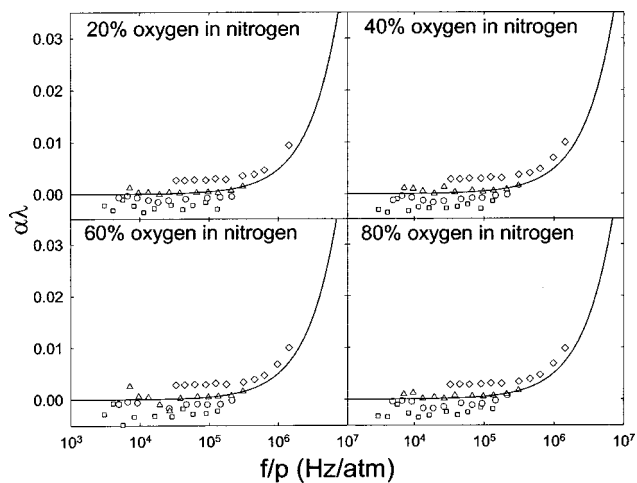 0.03
20% oxygen in nitrogen
40% oxygen in nitrogen
0.02
0.01
0.00
αλ
60% oxygen in nitrogen
80% oxygen in nitrogen
0.03
0.02
0.01
0.00
10³ 10⁴ 10⁵ 10⁶ 10⁷ 10⁴ 10⁵ 10⁶ 10⁷
f/p (Hz/atm)